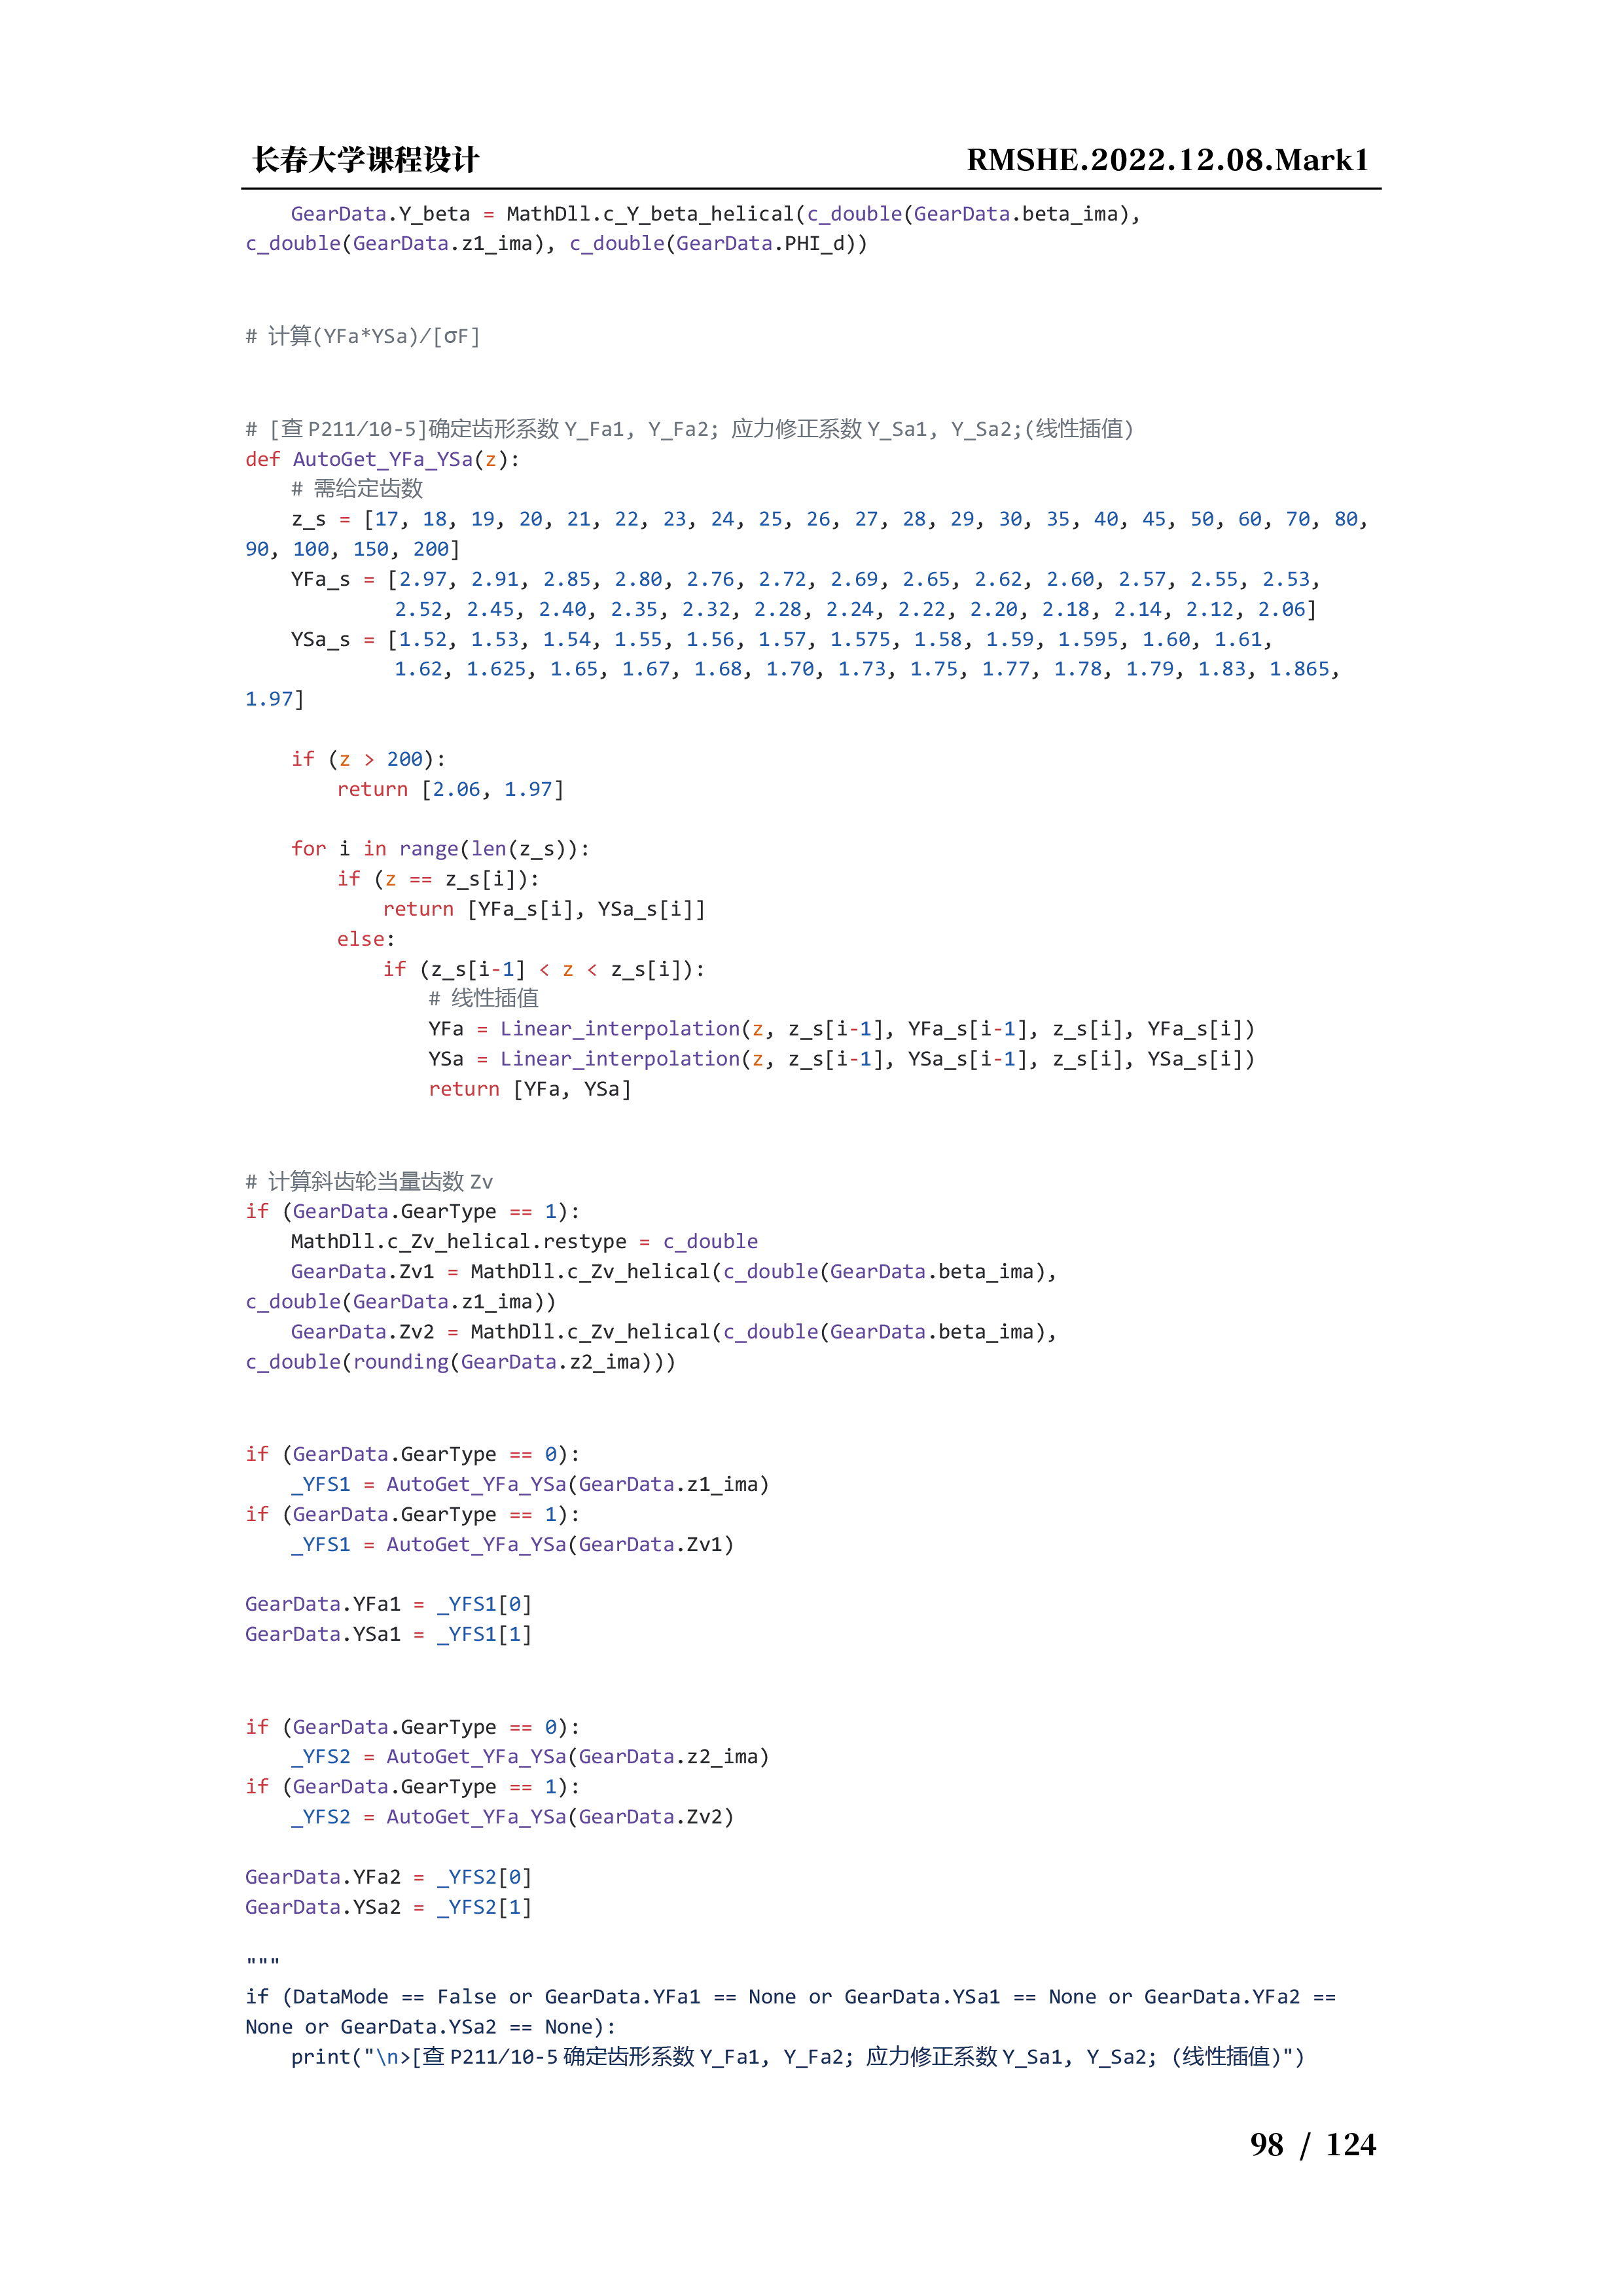 长春大学课程设计 RMSHE.2022.12.08.Mark1
    GearData.Y_beta = MathDll.c_Y_beta_helical(c_double(GearData.beta_ima),
c_double(GearData.z1_ima), c_double(GearData.PHI_d))
# 计算(YFa*YSa)/[σF]
# [查 P211/10-5]确定齿形系数 Y_Fa1, Y_Fa2; 应力修正系数 Y_Sa1, Y_Sa2;(线性插值)
def AutoGet_YFa_YSa(z):
    # 需给定齿数
    z_s = [17, 18, 19, 20, 21, 22, 23, 24, 25, 26, 27, 28, 29, 30, 35, 40, 45, 50, 60, 70, 80,
90, 100, 150, 200]
    YFa_s = [2.97, 2.91, 2.85, 2.80, 2.76, 2.72, 2.69, 2.65, 2.62, 2.60, 2.57, 2.55, 2.53,
             2.52, 2.45, 2.40, 2.35, 2.32, 2.28, 2.24, 2.22, 2.20, 2.18, 2.14, 2.12, 2.06]
    YSa_s = [1.52, 1.53, 1.54, 1.55, 1.56, 1.57, 1.575, 1.58, 1.59, 1.595, 1.60, 1.61,
             1.62, 1.625, 1.65, 1.67, 1.68, 1.70, 1.73, 1.75, 1.77, 1.78, 1.79, 1.83, 1.865,
1.97]
    if (z > 200):
        return [2.06, 1.97]
    for i in range(len(z_s)):
        if (z == z_s[i]):
            return [YFa_s[i], YSa_s[i]]
        else:
            if (z_s[i-1] < z < z_s[i]):
                # 线性插值
                YFa = Linear_interpolation(z, z_s[i-1], YFa_s[i-1], z_s[i], YFa_s[i])
                YSa = Linear_interpolation(z, z_s[i-1], YSa_s[i-1], z_s[i], YSa_s[i])
                return [YFa, YSa]
# 计算斜齿轮当量齿数 Zv
if (GearData.GearType == 1):
    MathDll.c_Zv_helical.restype = c_double
    GearData.Zv1 = MathDll.c_Zv_helical(c_double(GearData.beta_ima),
c_double(GearData.z1_ima))
    GearData.Zv2 = MathDll.c_Zv_helical(c_double(GearData.beta_ima),
c_double(rounding(GearData.z2_ima)))
if (GearData.GearType == 0):
    _YFS1 = AutoGet_YFa_YSa(GearData.z1_ima)
if (GearData.GearType == 1):
    _YFS1 = AutoGet_YFa_YSa(GearData.Zv1)
GearData.YFa1 = _YFS1[0]
GearData.YSa1 = _YFS1[1]
if (GearData.GearType == 0):
    _YFS2 = AutoGet_YFa_YSa(GearData.z2_ima)
if (GearData.GearType == 1):
    _YFS2 = AutoGet_YFa_YSa(GearData.Zv2)
GearData.YFa2 = _YFS2[0]
GearData.YSa2 = _YFS2[1]
"""
if (DataMode == False or GearData.YFa1 == None or GearData.YSa1 == None or GearData.YFa2 ==
None or GearData.YSa2 == None):
    print("\n>[查 P211/10-5 确定齿形系数 Y_Fa1, Y_Fa2; 应力修正系数 Y_Sa1, Y_Sa2; (线性插值)")
98 / 124